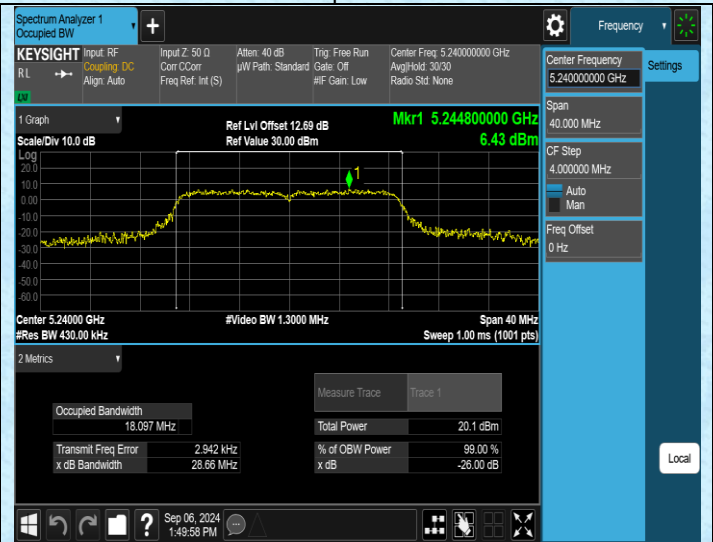 Spectrum Analyzer 1
Occupied BW
Frequency
KEYSIGHT
RL
LXI
Input: RF
Coupling: DC
Align: Auto
Input Z: 50 Ω
Corr CCorr
Freq Ref: Int (S)
Atten: 40 dB
µW Path: Standard
Trig: Free Run
Gate: Off
#IF Gain: Low
Center Freq: 5.240000000 GHz
Avg|Hold: 30/30
Radio Std: None
1 Graph
Scale/Div 10.0 dB
Ref Lvl Offset 12.69 dB
Ref Value 30.00 dBm
Mkr1 5.244800000 GHz
6.43 dBm
Log
20.0
10.0
0.00
-10.0
-20.0
-30.0
-40.0
-50.0
-60.0
1
Center 5.24000 GHz
#Res BW 430.00 kHz
#Video BW 1.3000 MHz
Span 40 MHz
Sweep 1.00 ms (1001 pts)
2 Metrics
Measure Trace
Trace 1
Occupied Bandwidth
18.097 MHz
Total Power
20.1 dBm
Transmit Freq Error
2.942 kHz
% of OBW Power
99.00 %
x dB Bandwidth
28.66 MHz
x dB
-26.00 dB
Center Frequency
5.240000000 GHz
Settings
Span
40.000 MHz
CF Step
4.000000 MHz
Auto
Man
Freq Offset
0 Hz
Local
?
Sep 06, 2024
1:49:58 PM